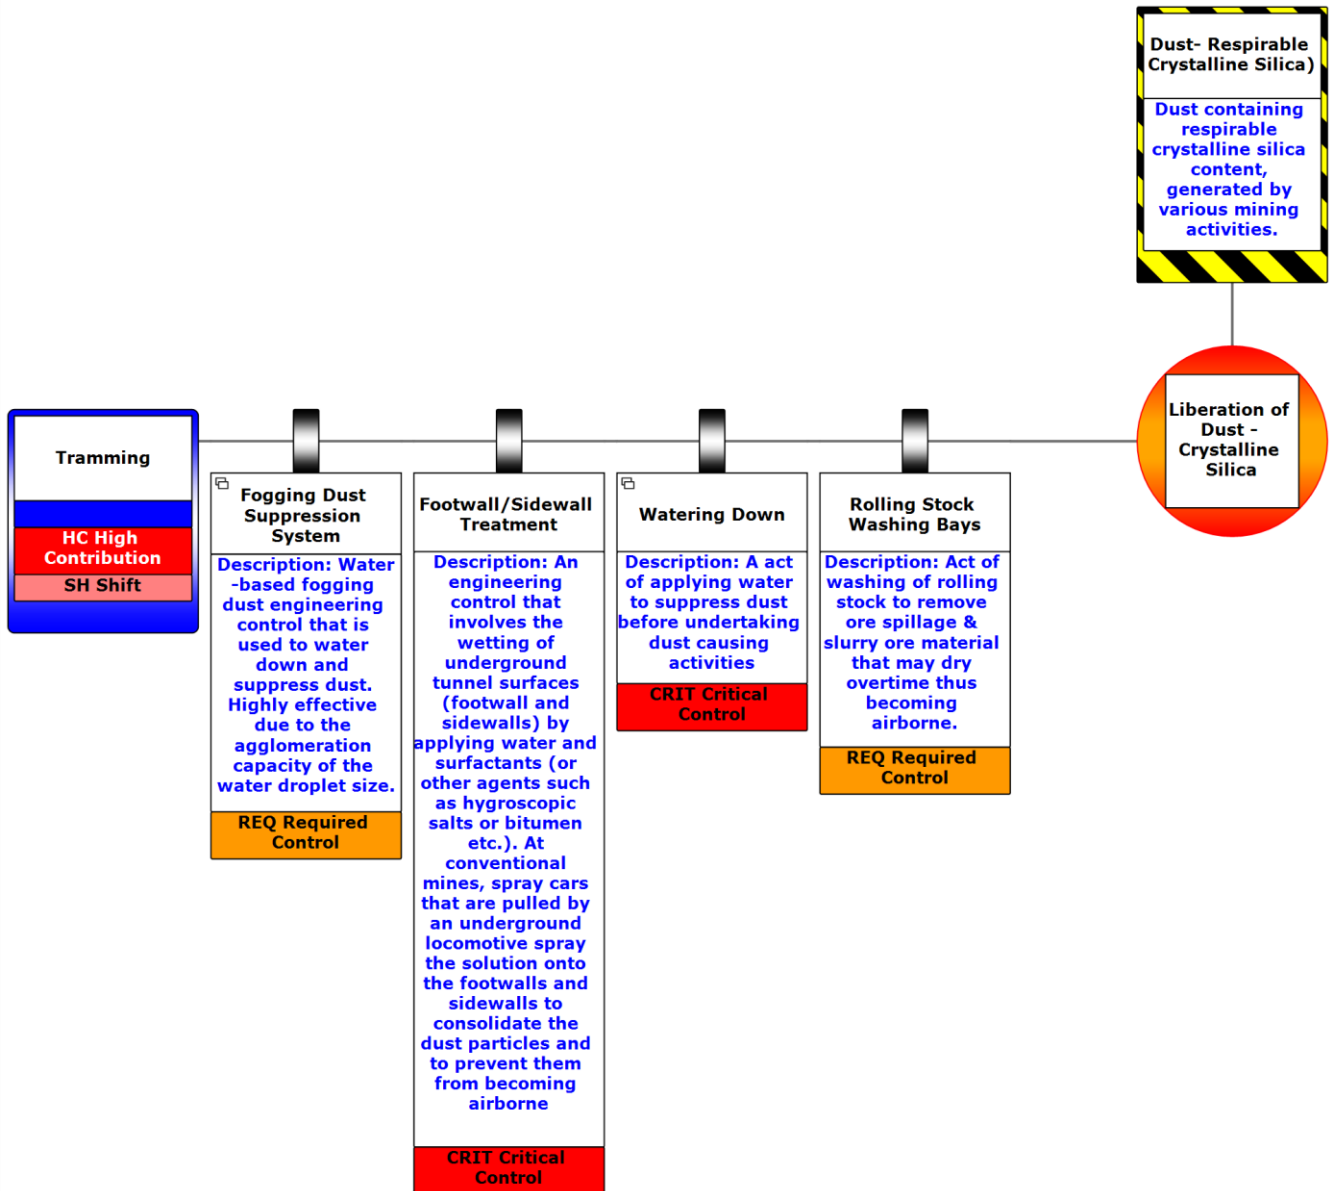 Dust- Respirable
Crystalline Silica)
Dust containing
respirable
crystalline silica
content,
generated by
various mining
activities.
Liberation of
Dust -
Crystalline
Silica
Tramming
HC High
Contribution
SH Shift
Fogging Dust
Suppression
System
Description: Water
-based fogging
dust engineering
control that is
used to water
down and
suppress dust.
Highly effective
due to the
agglomeration
capacity of the
water droplet size.
REQ Required
Control
Footwall/Sidewall
Treatment
Description: An
engineering
control that
involves the
wetting of
underground
tunnel surfaces
(footwall and
sidewalls) by
applying water and
surfactants (or
other agents such
as hygroscopic
salts or bitumen
etc.). At
conventional
mines, spray cars
that are pulled by
an underground
locomotive spray
the solution onto
the footwalls and
sidewalls to
consolidate the
dust particles and
to prevent them
from becoming
airborne
CRIT Critical
Control
Watering Down
Description: A act
of applying water
to suppress dust
before undertaking
dust causing
activities
CRIT Critical
Control
Rolling Stock
Washing Bays
Description: Act of
washing of rolling
stock to remove
ore spillage &
slurry ore material
that may dry
overtime thus
becoming
airborne.
REQ Required
Control